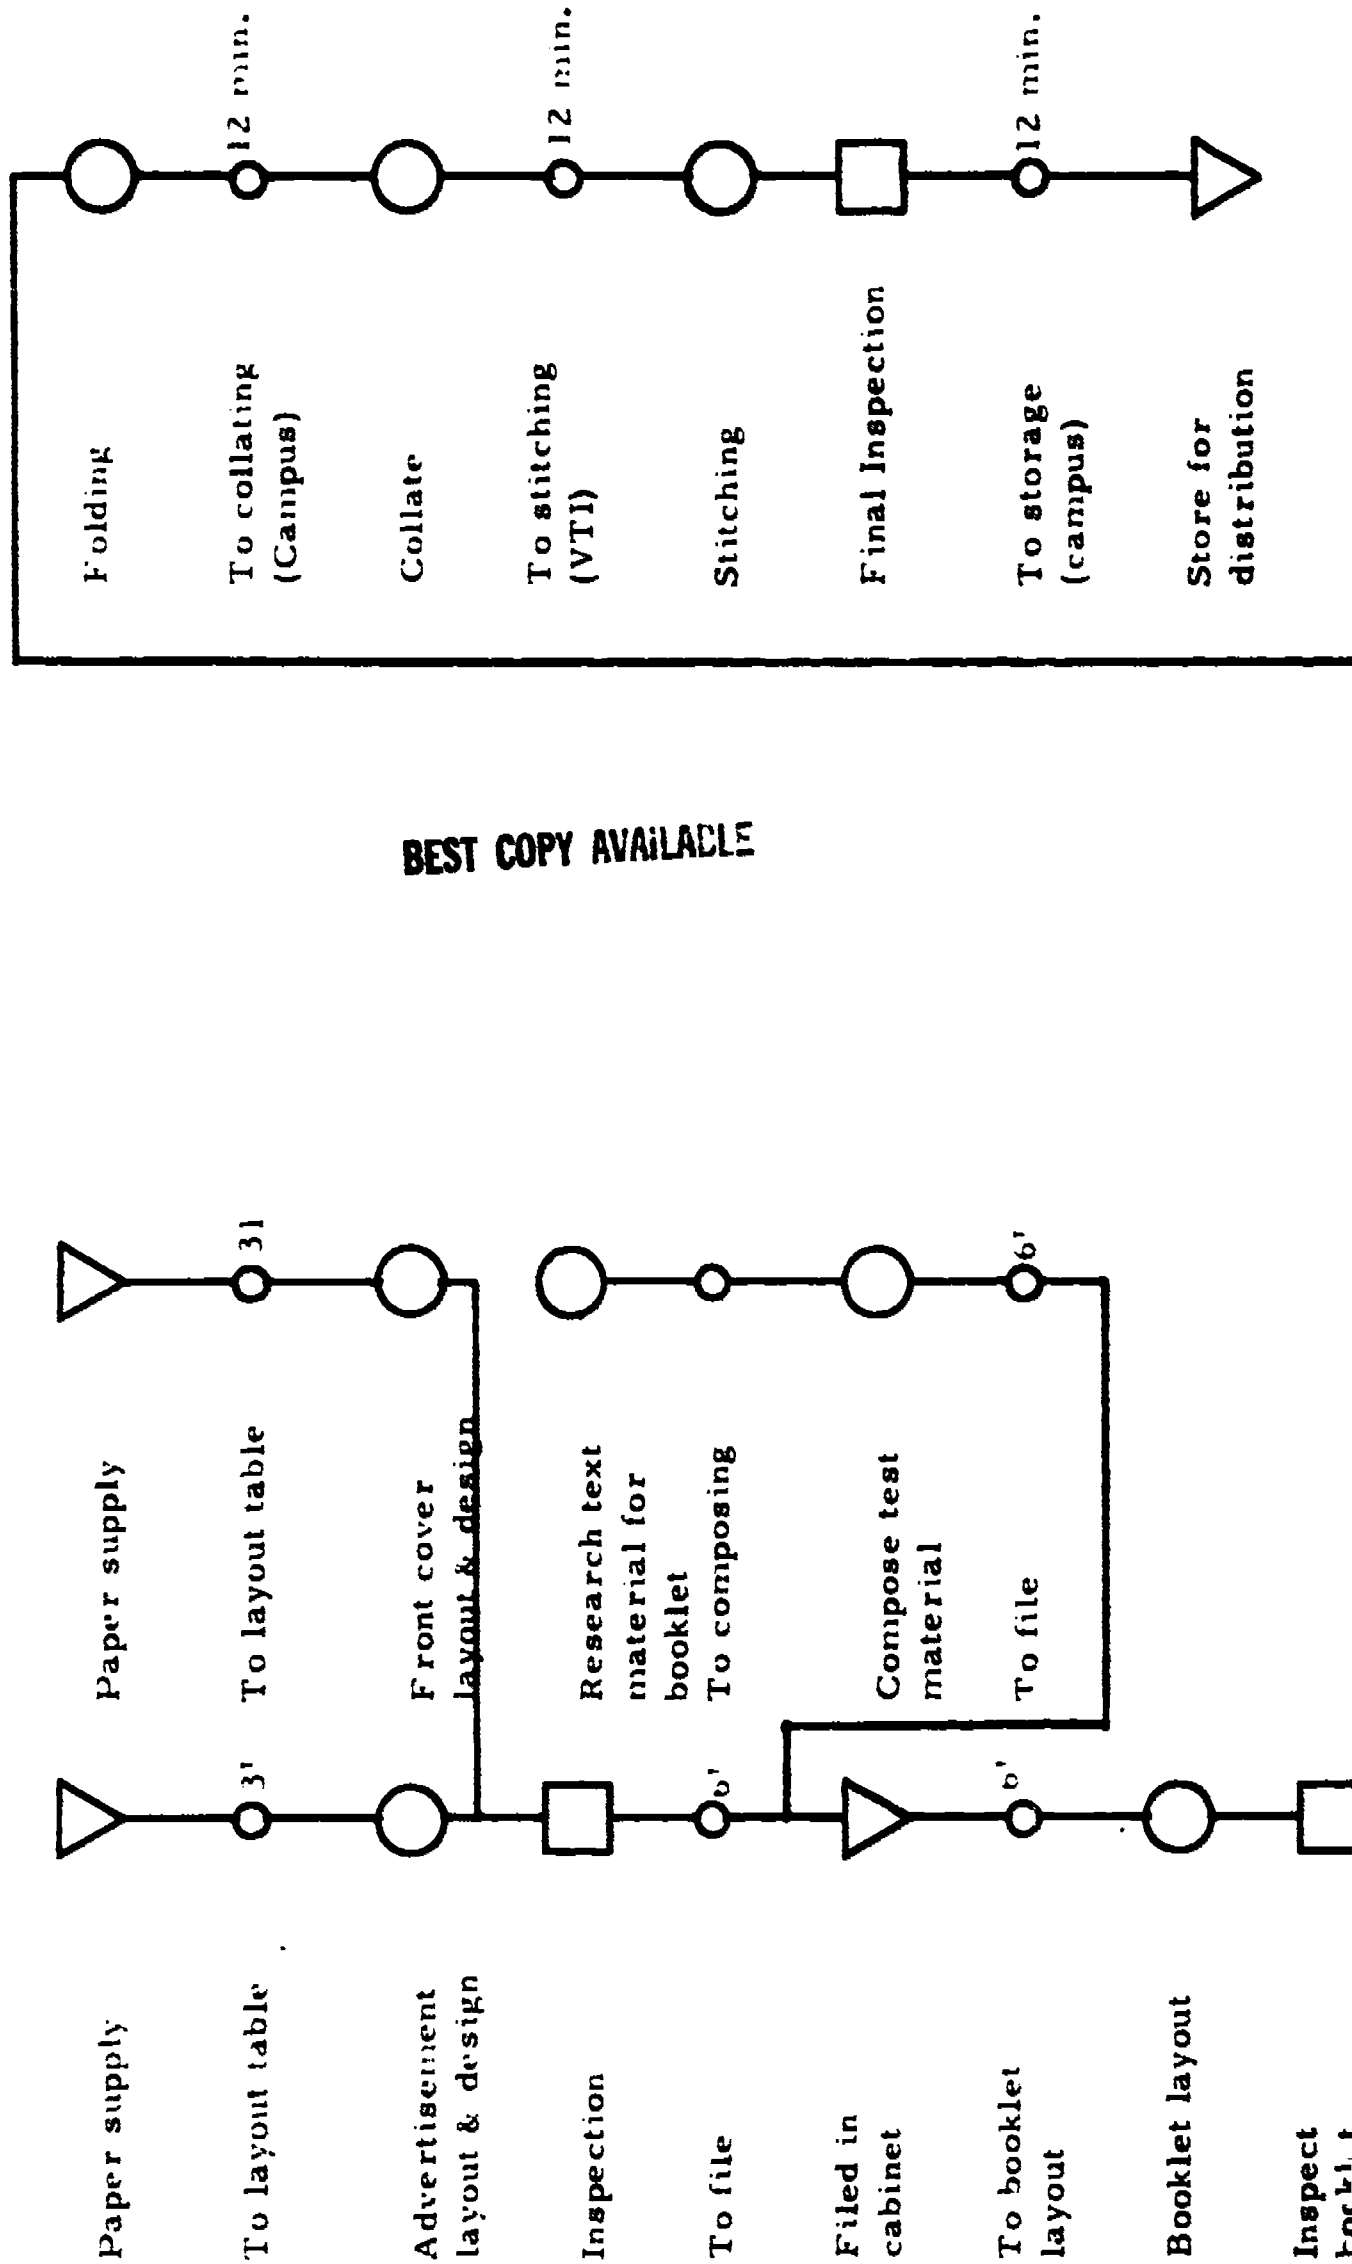 Paper supply
To layout table
3'
Advertisement
layout & design
Inspection
To file
6'
Filed in
cabinet
To booklet
layout
6'
Booklet layout
Inspect
Paper supply
To layout table
31
Front cover
layout & design
Research text
material for
booklet
To composing
Compose test
material
To file
6'
BEST COPY AVAILABLE
Folding
To collating
(Campus)
12 min.
Collate
To stitching
(VTI)
12 min.
Stitching
Final Inspection
To storage
(campus)
12 min.
Store for
distribution